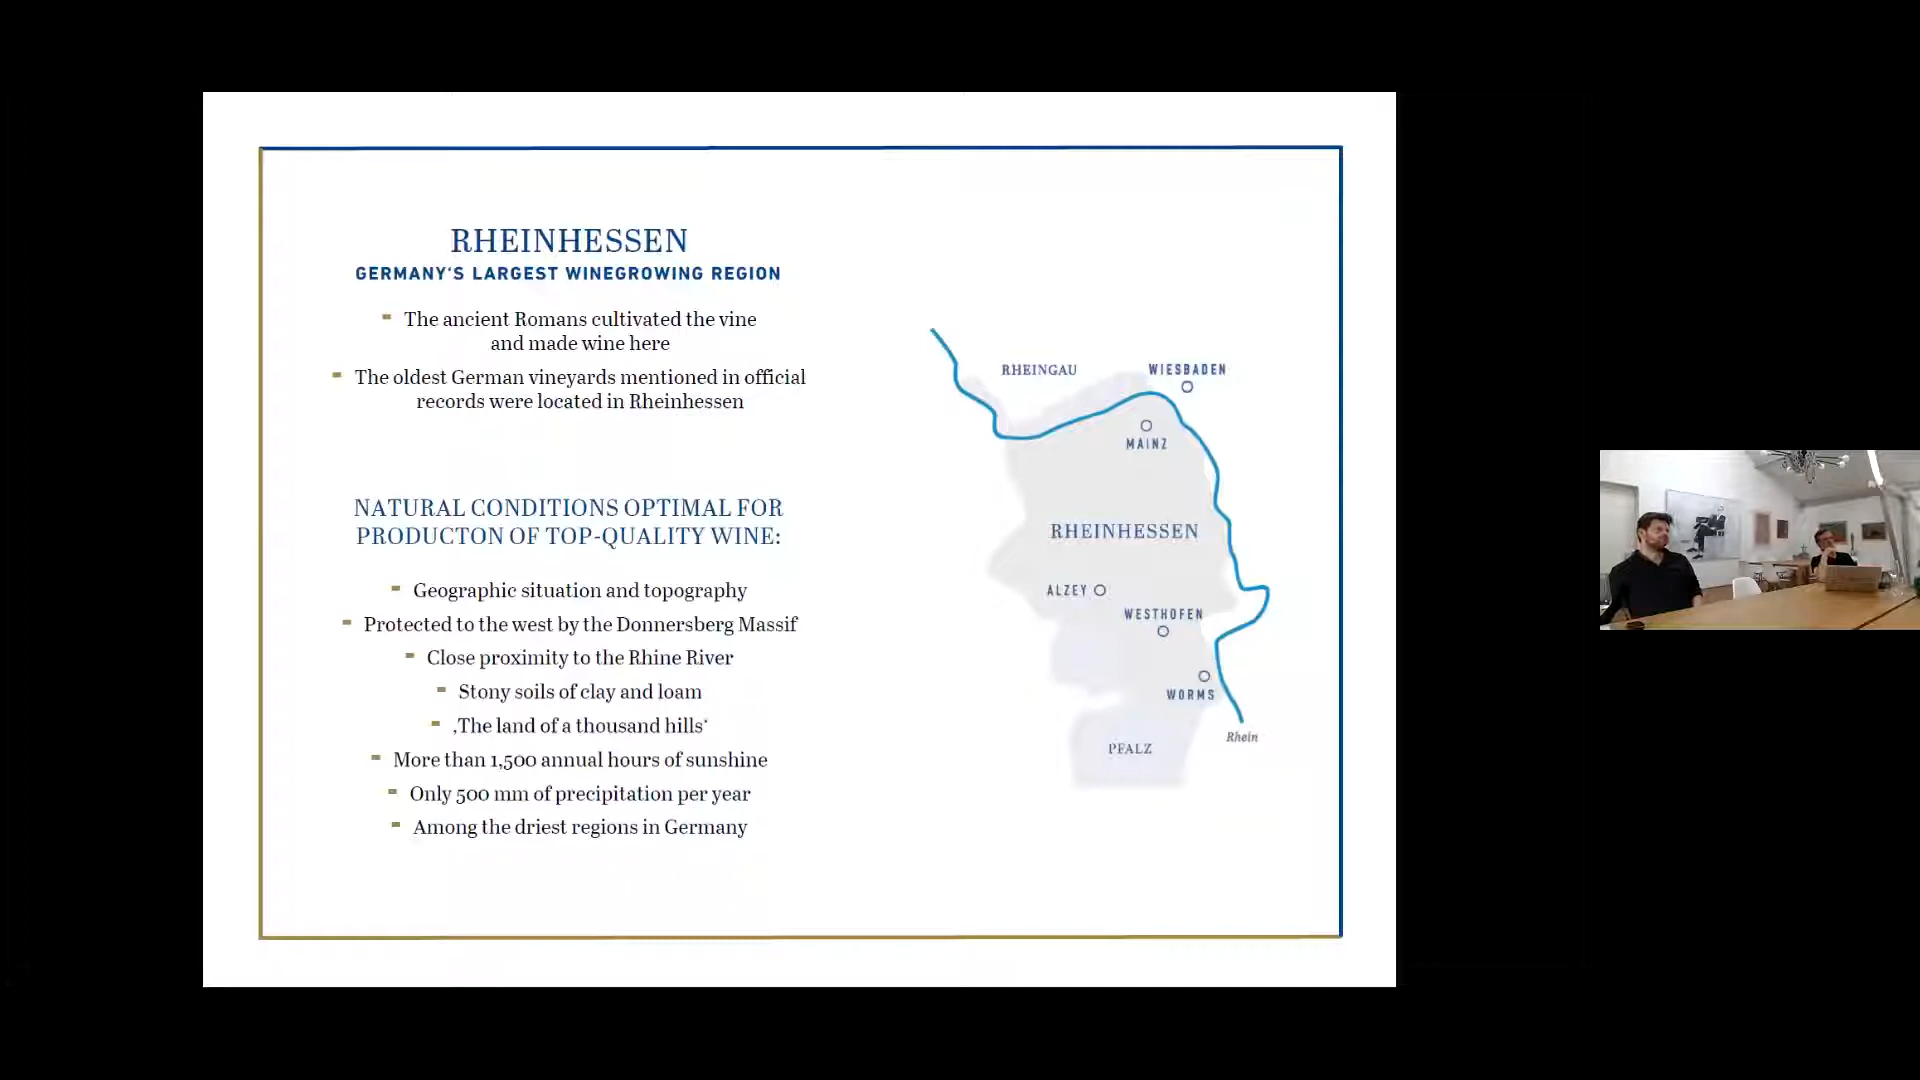 RHEINHESSEN
GERMANY‘S LARGEST WINEGROWING REGION
- The ancient Romans cultivated the vine
and made wine here
- The oldest German vineyards mentioned in official
records were located in Rheinhessen
NATURAL CONDITIONS OPTIMAL FOR
PRODUCTON OF TOP-QUALITY WINE:
- Geographic situation and topography
- Protected to the west by the Donnersberg Massif
- Close proximity to the Rhine River
- Stony soils of clay and loam
- ‚The land of a thousand hills‘
- More than 1,500 annual hours of sunshine
- Only 500 mm of precipitation per year
- Among the driest regions in Germany
RHEINGAU
WIESBADEN
MAINZ
RHEINHESSEN
ALZEY
WESTHOFEN
WORMS
Rhein
PFALZ